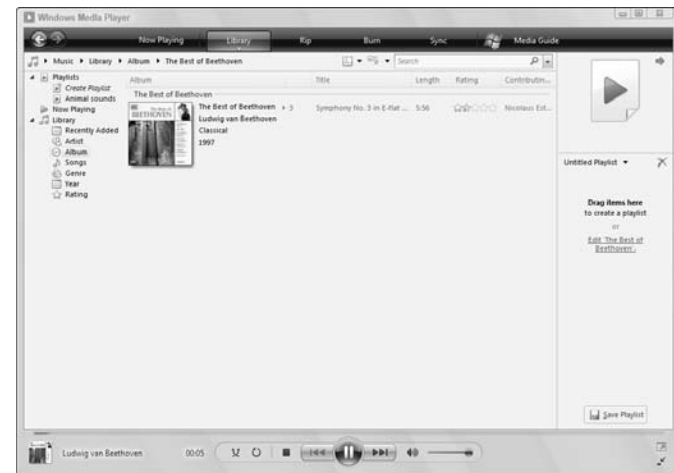 Windows Media Player
Now Playing Library Rip Burn Sync Media Guide
Music Library Album The Best of Beethoven Search
Playlists
Create Playlist
Animal sounds
Now Playing
Library
Recently Added
Artist
Album
Songs
Genre
Year
Rating
Album Title Length Rating Contributin...
The Best of Beethoven
The Best of Beethoven 3 Symphony No. 3 in E-flat ... 5:56 Nicolaus Est...
Ludwig van Beethoven
Classical
1997
BEETHOVEN
Untitled Playlist
Drag items here
to create a playlist
or
Edit 'The Best of
Beethoven'.
Save Playlist
Ludwig van Beethoven 00:05